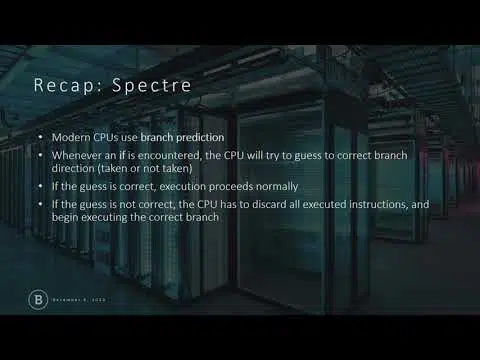 Recap: Spectre
• Modern CPUs use branch prediction
• Whenever an if is encountered, the CPU will try to guess to correct branch
direction (taken or not taken)
• If the guess is correct, execution proceeds normally
• If the guess is not correct, the CPU has to discard all executed instructions, and
begin executing the correct branch
B